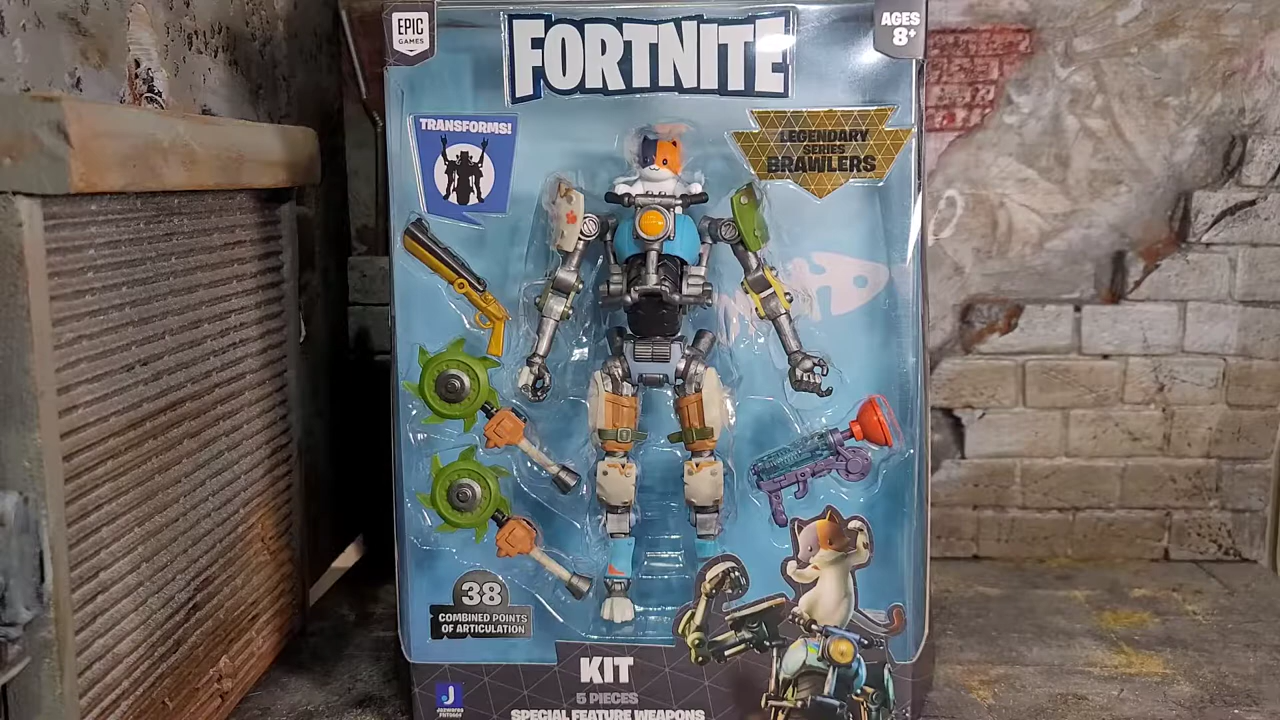 EPIC
GAMES
FORTNITE
AGES
8+
TRANSFORMS!
LEGENDARY
SERIES
BRAWLERS
38
COMBINED POINTS
OF ARTICULATION
KIT
5 PIECES
SPECIAL FEATURE WEAPONS
Jazwares